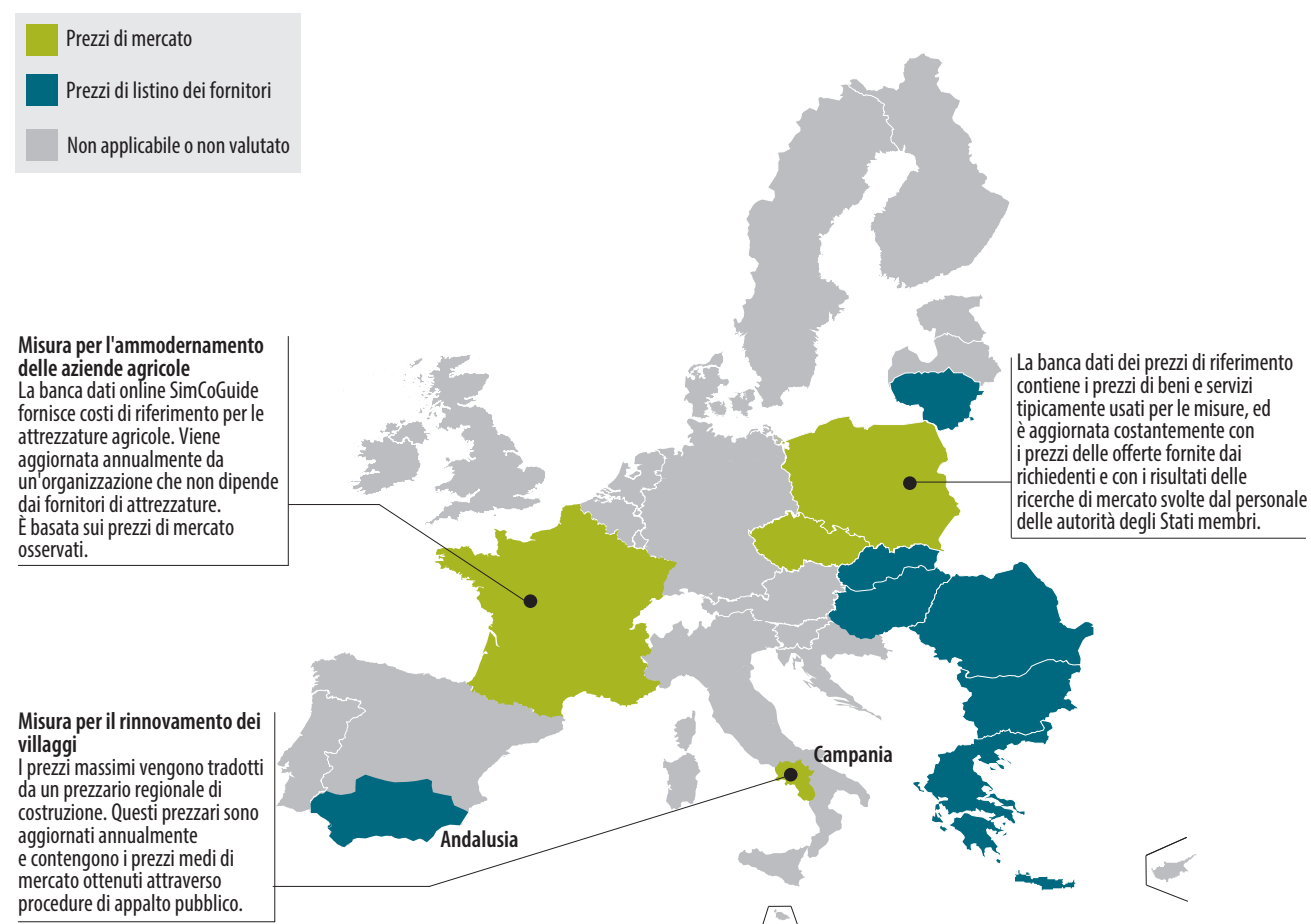 Prezzi di mercato
Prezzi di listino dei fornitori
Non applicabile o non valutato
Misura per l'ammodernamento
delle aziende agricole
La banca dati online SimCoGuide
fornisce costi di riferimento per le
attrezzature agricole. Viene
aggiornata annualmente da
un'organizzazione che non dipende
dai fornitori di attrezzature.
È basata sui prezzi di mercato
osservati.
La banca dati dei prezzi di riferimento
contiene i prezzi di beni e servizi
tipicamente usati per le misure, ed
è aggiornata costantemente con
i prezzi delle offerte fornite dai
richiedenti e con i risultati delle
ricerche di mercato svolte dal personale
delle autorità degli Stati membri.
Misura per il rinnovamento dei
villaggi
I prezzi massimi vengono tradotti
da un prezzario regionale di
costruzione. Questi prezzari sono
aggiornati annualmente
e contengono i prezzi medi di
mercato ottenuti attraverso
procedure di appalto pubblico.
Campania
Andalusia